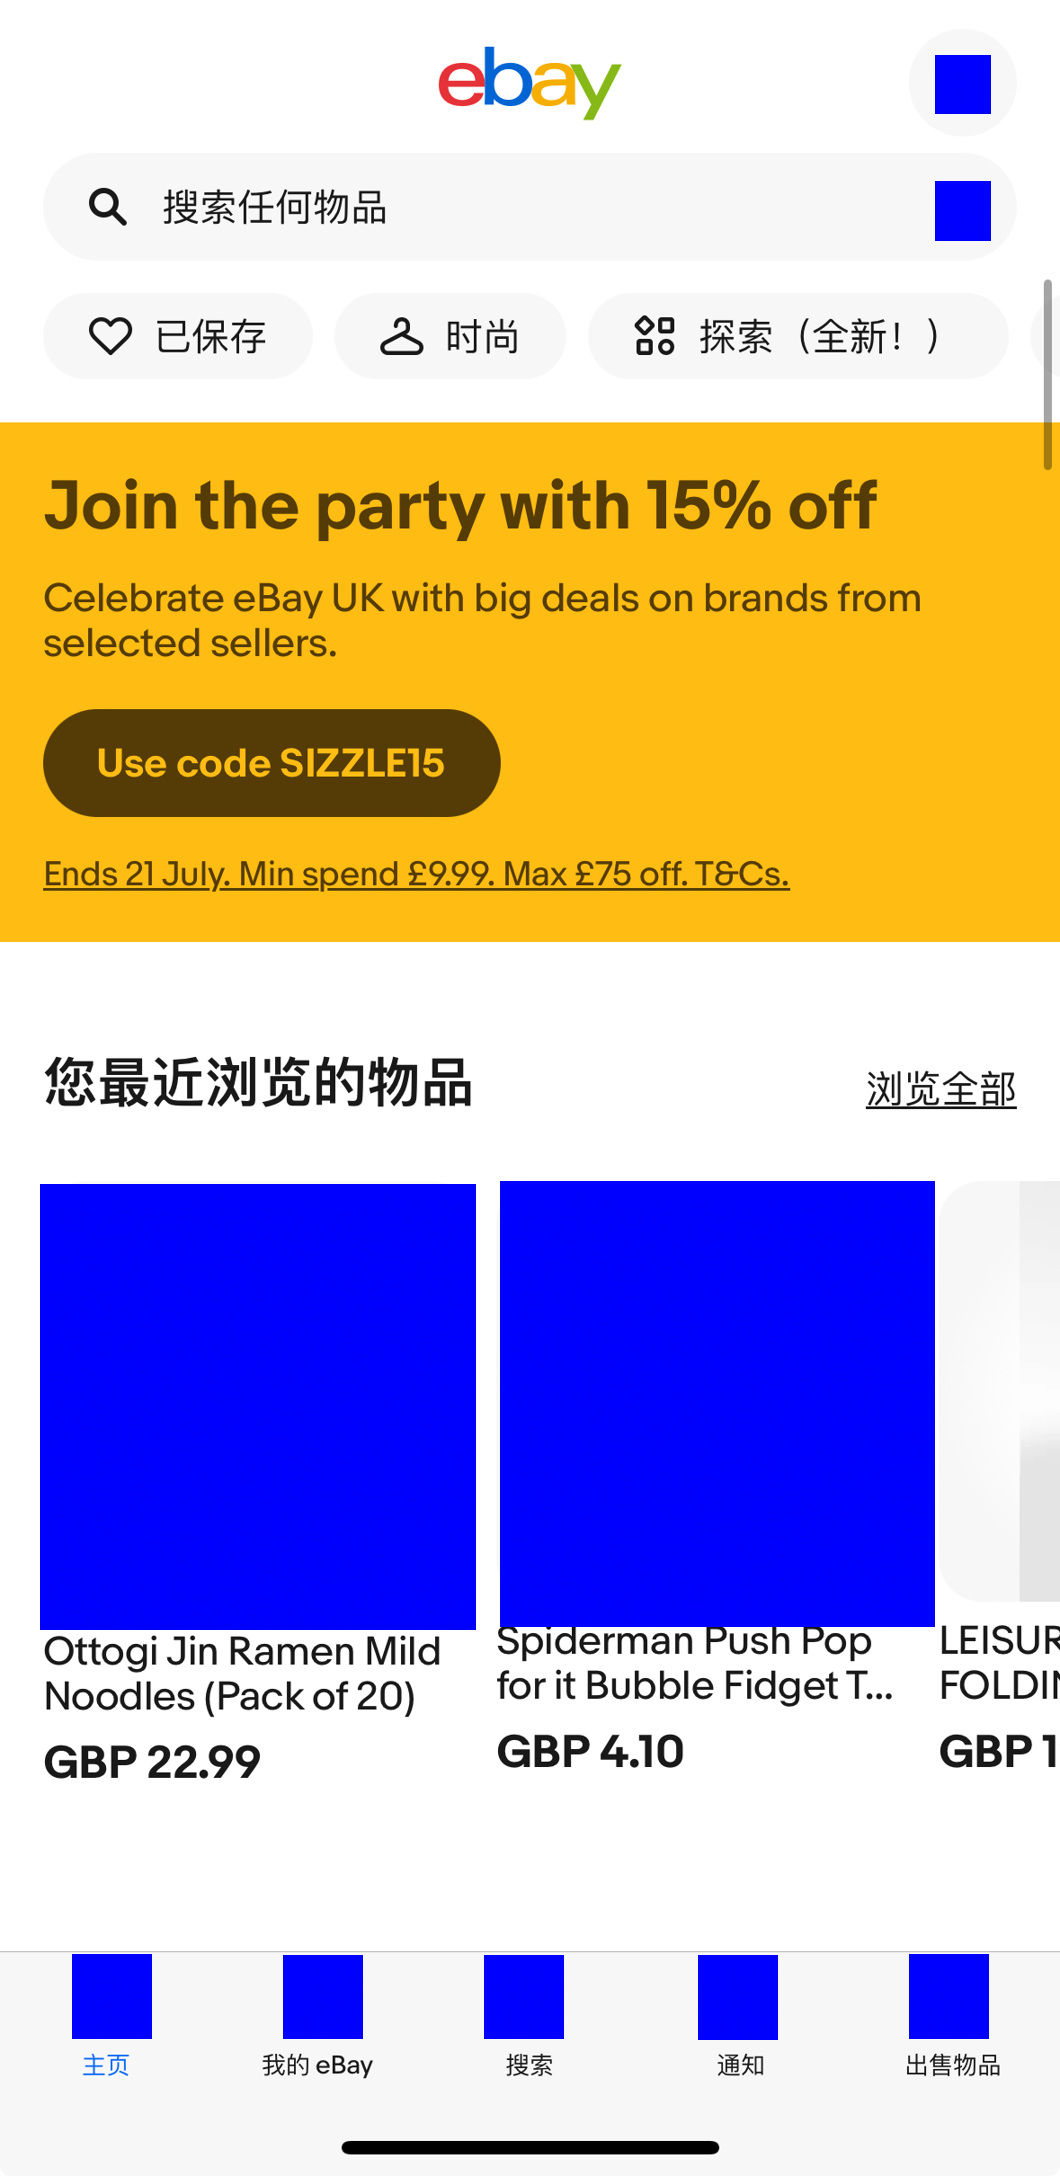 ebay
搜索任何物品
已保存
时尚
探索（全新！）
Join the party with 15% off
Celebrate eBay UK with big deals on brands from
selected sellers.
Use code SIZZLE15
Ends 21 July. Min spend £9.99. Max £75 off. T&Cs.
您最近浏览的物品
浏览全部
Ottogi Jin Ramen Mild
Noodles (Pack of 20)
GBP 22.99
Spiderman Push Pop
for it Bubble Fidget T...
GBP 4.10
LEISUR
FOLDIN
GBP 1
主页
我的 eBay
搜索
通知
出售物品